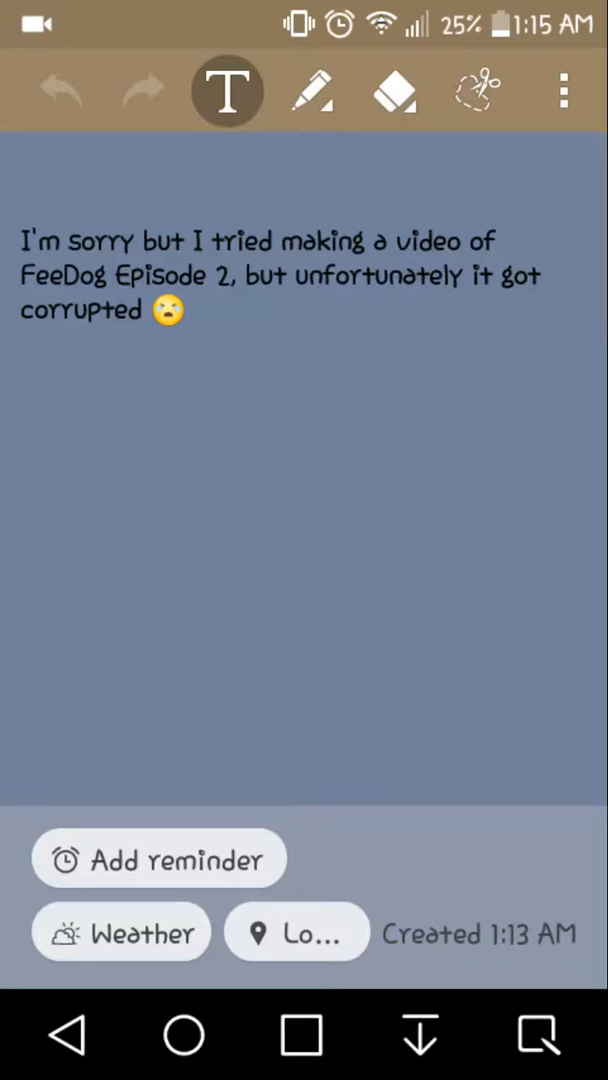 25% 1:15 AM
T
I'm sorry but I tried making a video of
FeeDog Episode 2, but unfortunately it got
corrupted 😭
Add reminder
Weather Lo... Created 1:13 AM